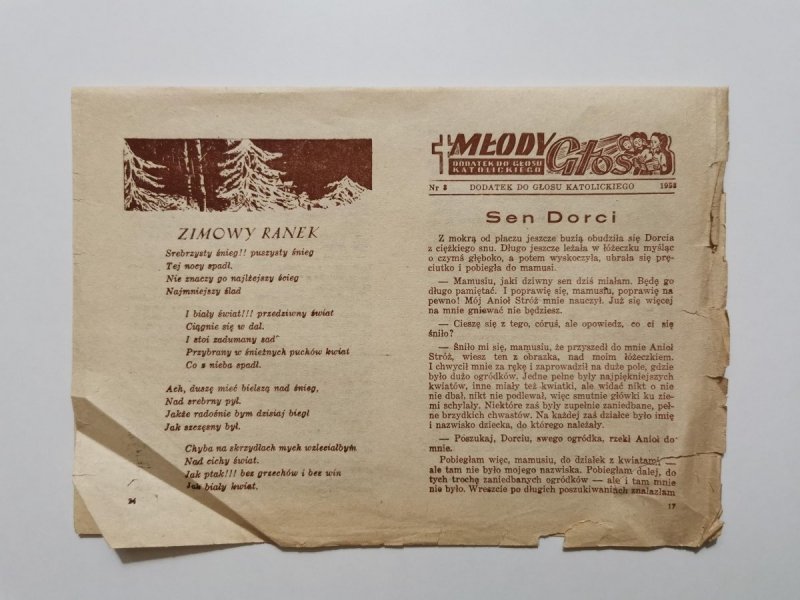 ZIMOWY RANEK
Srebrzysty śnieg!! puszysty śnieg
Tej nocy spadł.
Nie znaczy go najlżejszy ścieg
Najmniejszy ślad
I biały świat!!! przedziwny świat
Ciągnie się w dal.
I stoi zadumany sad
Przybrany w śnieżnych puchów kwiat
Co s nieba spadł.
Ach, duszę mieć bielszą nad śnieg,
Nad srebrny pył.
Jakże radośnie bym dzisiaj biegł
Jak szczęsny był.
Chyba na skrzydłach mych wzleciałbym
Nad cichy świat.
Jak ptak!!! bez grzechów i bez win
Jak biały kwiat.
24
MŁODY Głos
DODATEK DO GŁOSU
KATOLICKIEGO
Nr 3 DODATEK DO GŁOSU KATOLICKIEGO 1958
Sen Dorci
Z mokrą od płaczu jeszcze buzią obudziła się Dorcia
z ciężkiego snu. Długo jeszcze leżała w łóżeczku myśląc
o czymś głęboko, a potem wyskoczyła, ubrała się prę-
ciutko i pobiegła do mamusi.
— Mamusiu, jaki dziwny sen dziś miałam. Będę go
długo pamiętać. I poprawię się, mamusiu, poprawię na
pewno! Mój Anioł Stróż mnie nauczył. Już się więcej
na mnie gniewać nie będziesz.
— Cieszę się z tego, córuś, ale opowiedz, co ci się
śniło?
— Śniło mi się, mamusiu, że przyszedł do mnie Anioł
Stróż, wiesz ten z obrazka, nad moim łóżeczkiem.
I chwycił mnie za rękę i zaprowadził na duże pole, gdzie
było dużo ogródków. Jedne pełne były najpiękniejszych
kwiatów, inne miały też kwiatki, ale widać nikt o nie
nie dbał, nikt nie podlewał, więc smutnie główki ku zie-
mi schylały. Niektóre zaś były zupełnie zaniedbane, peł-
ne brzydkich chwastów. Na każdej zaś działce było imię
i nazwisko dziecka, do którego należały.
— Poszukaj, Dorciu, swego ogródka, rzekł Anioł do
mnie.
Pobiegłam więc, mamusiu, do działek z kwiatami —
ale tam nie było mojego nazwiska. Pobiegłam dalej, do
tych trochę zaniedbanych ogródków — ale i tam mnie
nie było. Wreszcie po długich poszukiwaniach znalazłam
17